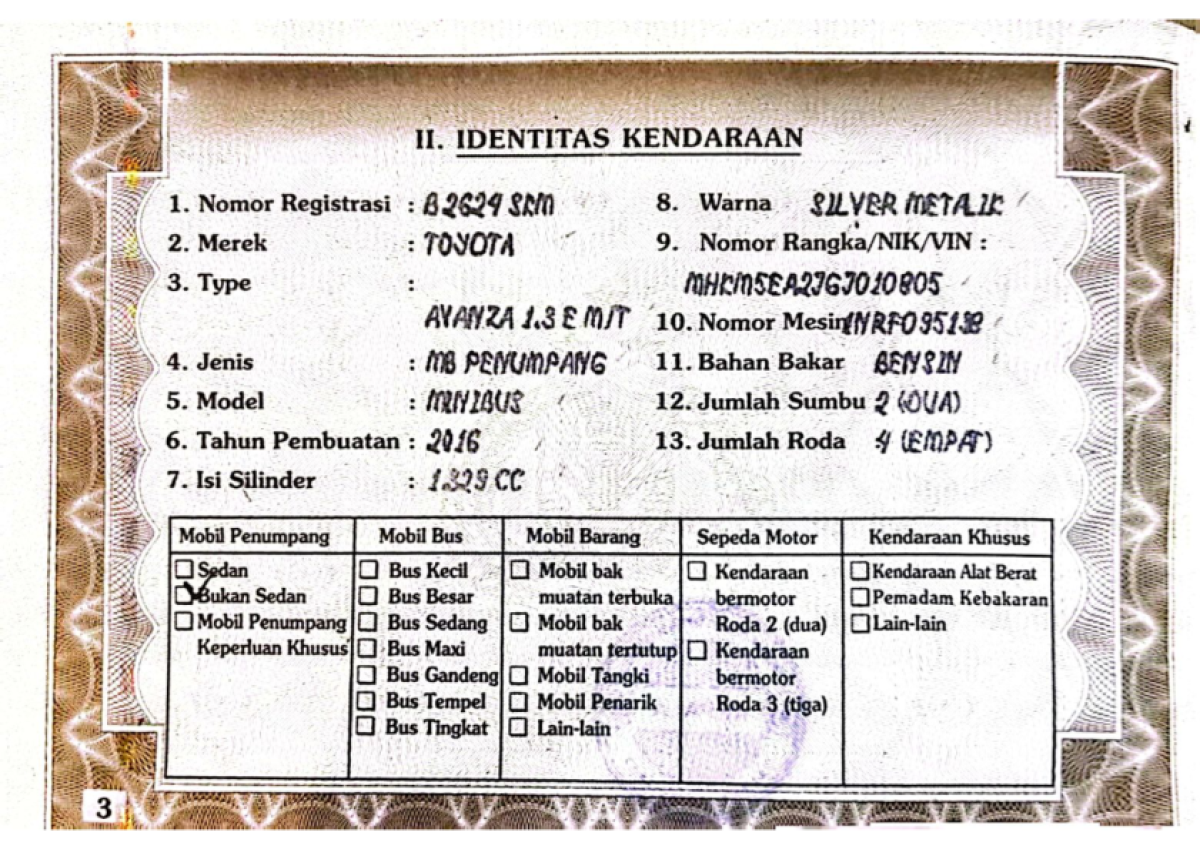 II. IDENTITAS KENDARAAN
1. Nomor Registrasi : B 2624 SKM
2. Merek : TOYOTA
3. Type :
AVANZA 1.3 E M/T
4. Jenis : MB PENUMPANG
5. Model : MINIBUS
6. Tahun Pembuatan : 2016
7. Isi Silinder : 1.329 CC
8. Warna SILVER METALIK
9. Nomor Rangka/NIK/VIN :
MHKM5EA2JGJ010805
10. Nomor Mesin 1NRF095138
11. Bahan Bakar BENSIN
12. Jumlah Sumbu 2 (DUA)
13. Jumlah Roda 4 (EMPAT)
Mobil Penumpang
Sedan
Bukan Sedan
Mobil Penumpang
Keperluan Khusus
Mobil Bus
Bus Kecil
Bus Besar
Bus Sedang
Bus Maxi
Bus Gandeng
Bus Tempel
Bus Tingkat
Mobil Barang
Mobil bak
muatan terbuka
Mobil bak
muatan tertutup
Mobil Tangki
Mobil Penarik
Lain-lain
Sepeda Motor
Kendaraan
bermotor
Roda 2 (dua)
Kendaraan
bermotor
Roda 3 (tiga)
Kendaraan Khusus
Kendaraan Alat Berat
Pemadam Kebakaran
Lain-lain
3